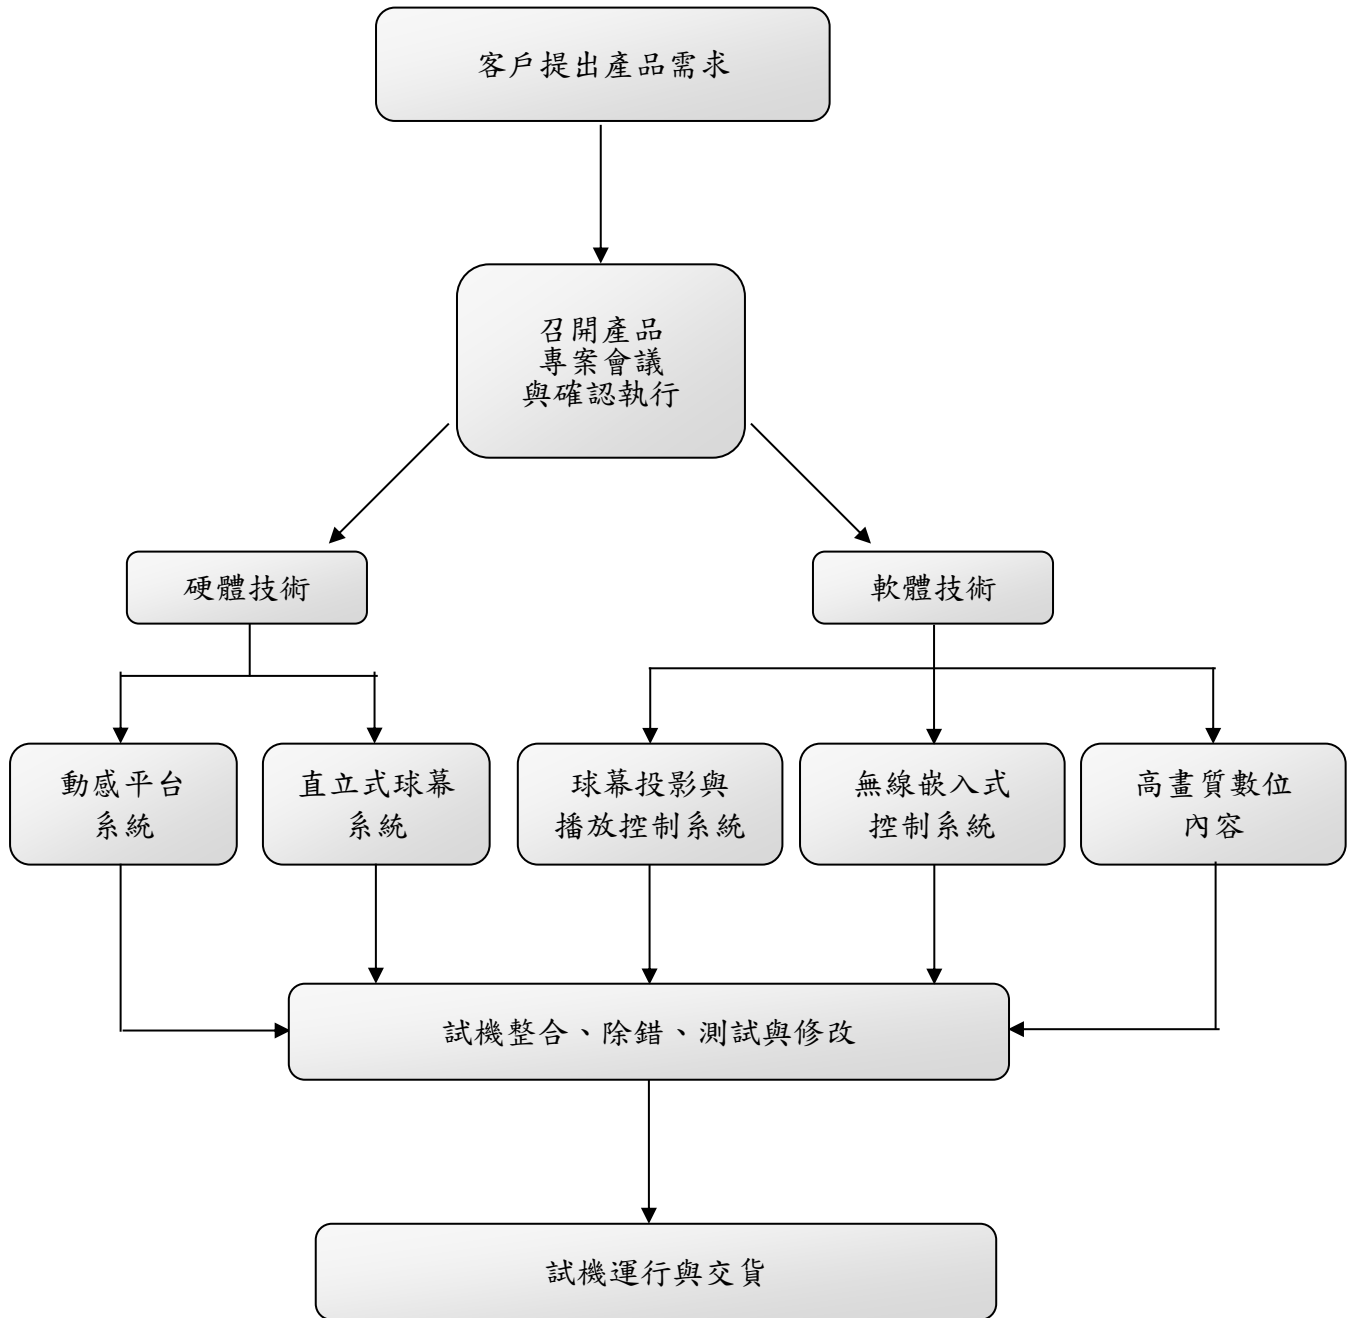 客戶提出產品需求
召開產品
專案會議
與確認執行
硬體技術
軟體技術
動感平台
系統
直立式球幕
系統
球幕投影與
播放控制系統
無線嵌入式
控制系統
高畫質數位
內容
試機整合、除錯、測試與修改
試機運行與交貨